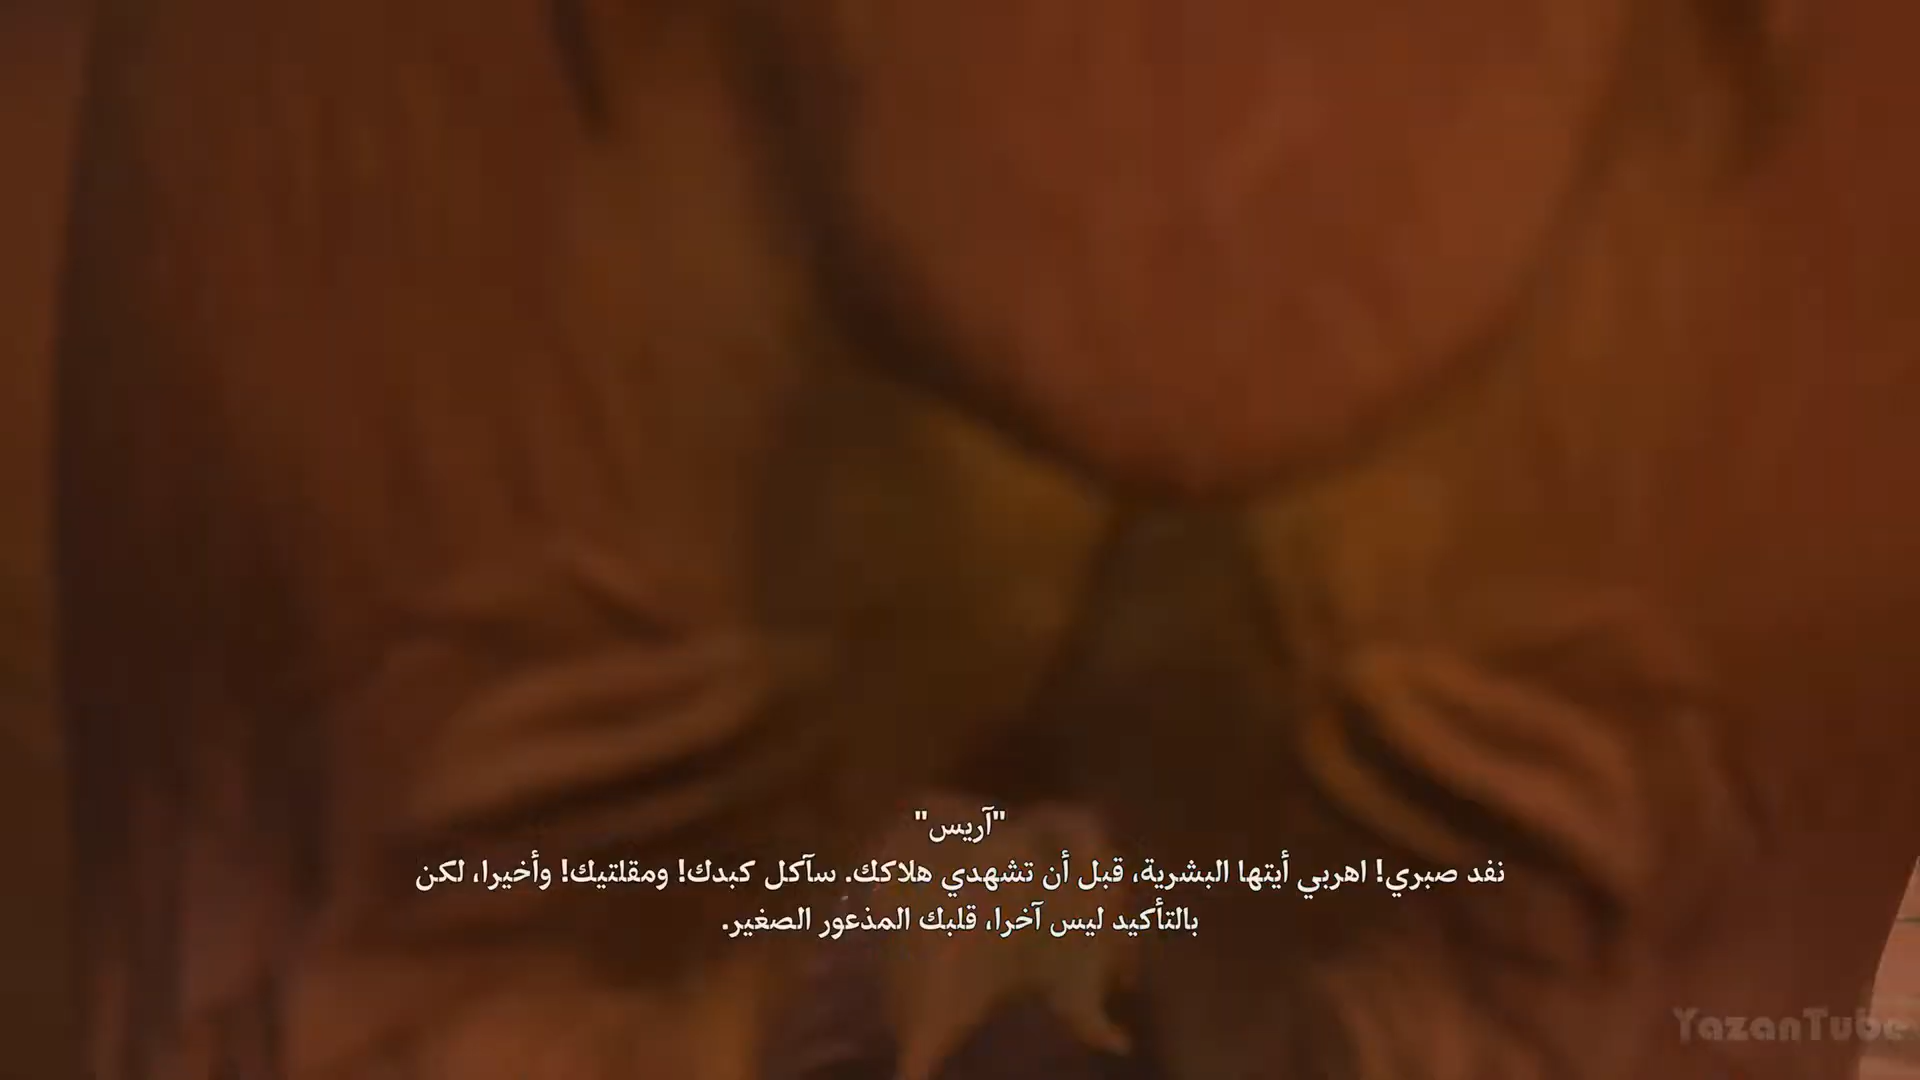 "آريس"
نفد صبري! اهربي أيتها البشرية، قبل أن تشهدي هلاكك. سآكل كبدك! ومقلتيك! وأخيرا، لكن
بالتأكيد ليس آخرا، قلبك المذعور الصغير.
YazanTube